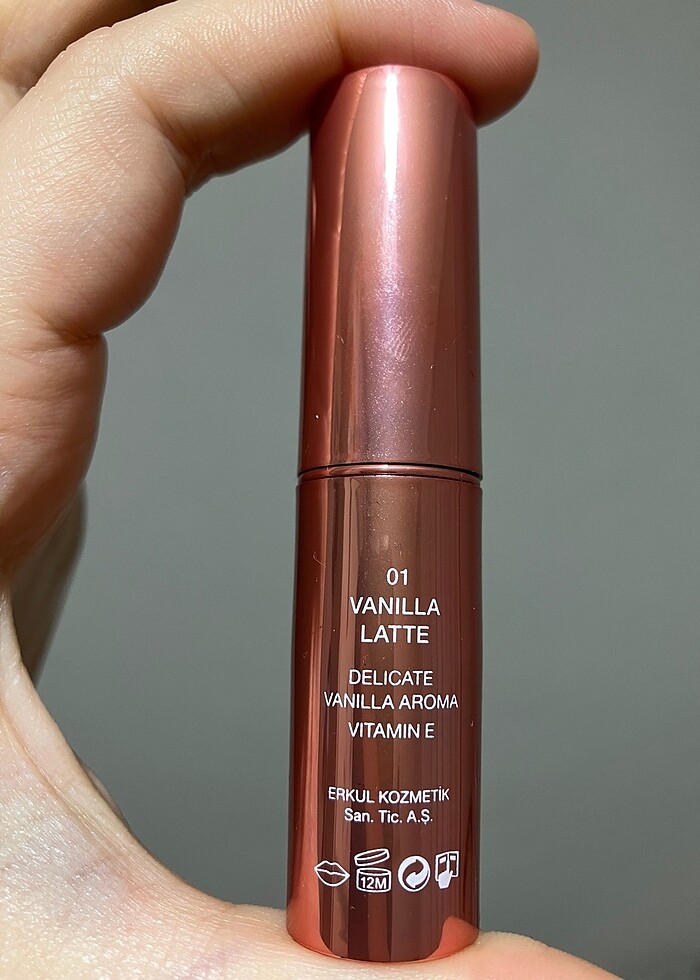 01
VANILLA
LATTE
DELICATE
VANILLA AROMA
VITAMIN E
ERKUL KOZMETİK
San. Tic. A.Ş.
12M